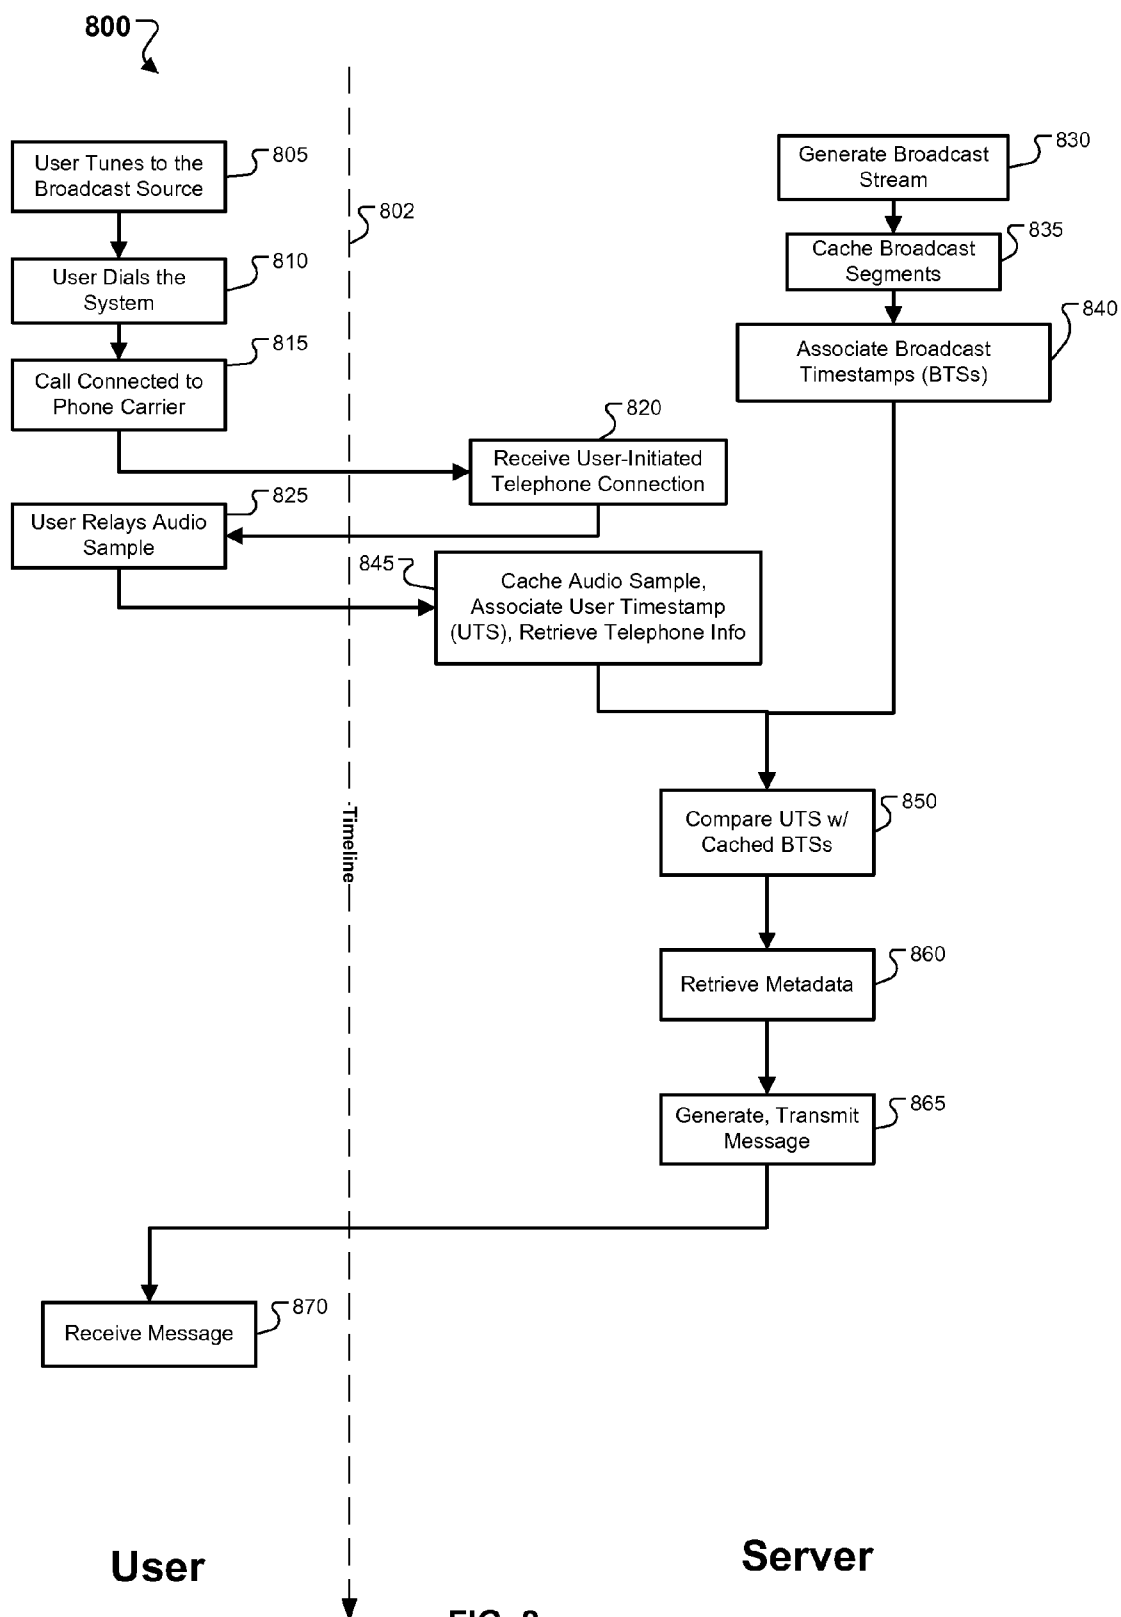 800
User Tunes to the
Broadcast Source
805
802
User Dials the
System
810
Call Connected to
Phone Carrier
815
Generate Broadcast
Stream
830
Cache Broadcast
Segments
835
Associate Broadcast
Timestamps (BTSs)
840
Receive User-Initiated
Telephone Connection
820
User Relays Audio
Sample
825
845
Cache Audio Sample,
Associate User Timestamp
(UTS), Retrieve Telephone Info
Timeline
Compare UTS w/
Cached BTSs
850
Retrieve Metadata
860
Generate, Transmit
Message
865
Receive Message
870
User
Server
FIG. 8